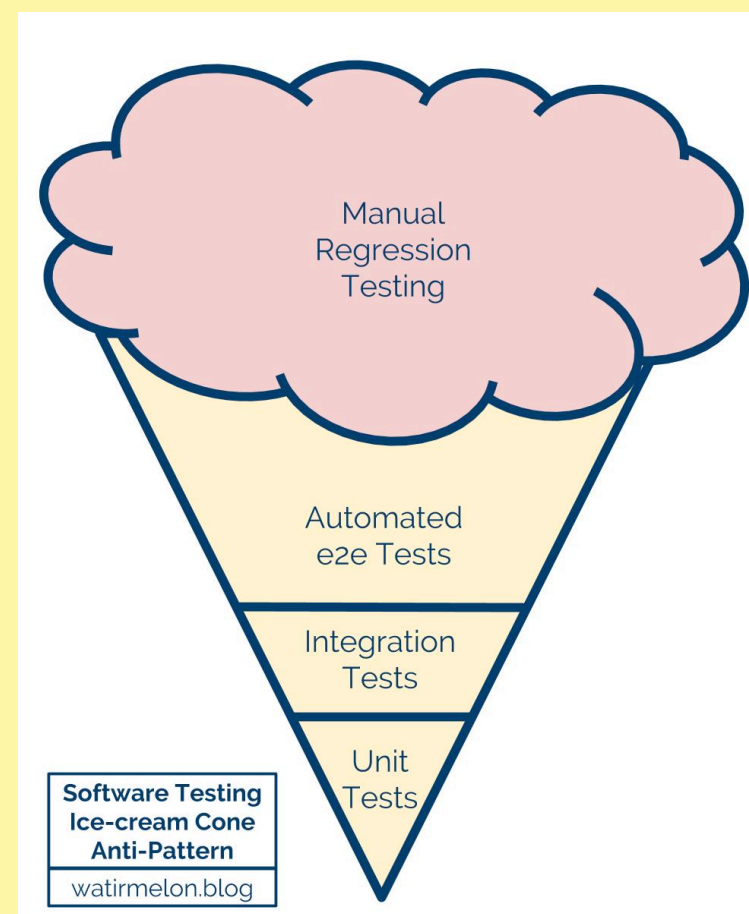 Manual
Regression
Testing
Automated
e2e Tests
Integration
Tests
Unit
Tests
Software Testing
Ice-cream Cone
Anti-Pattern
watirmelon.blog